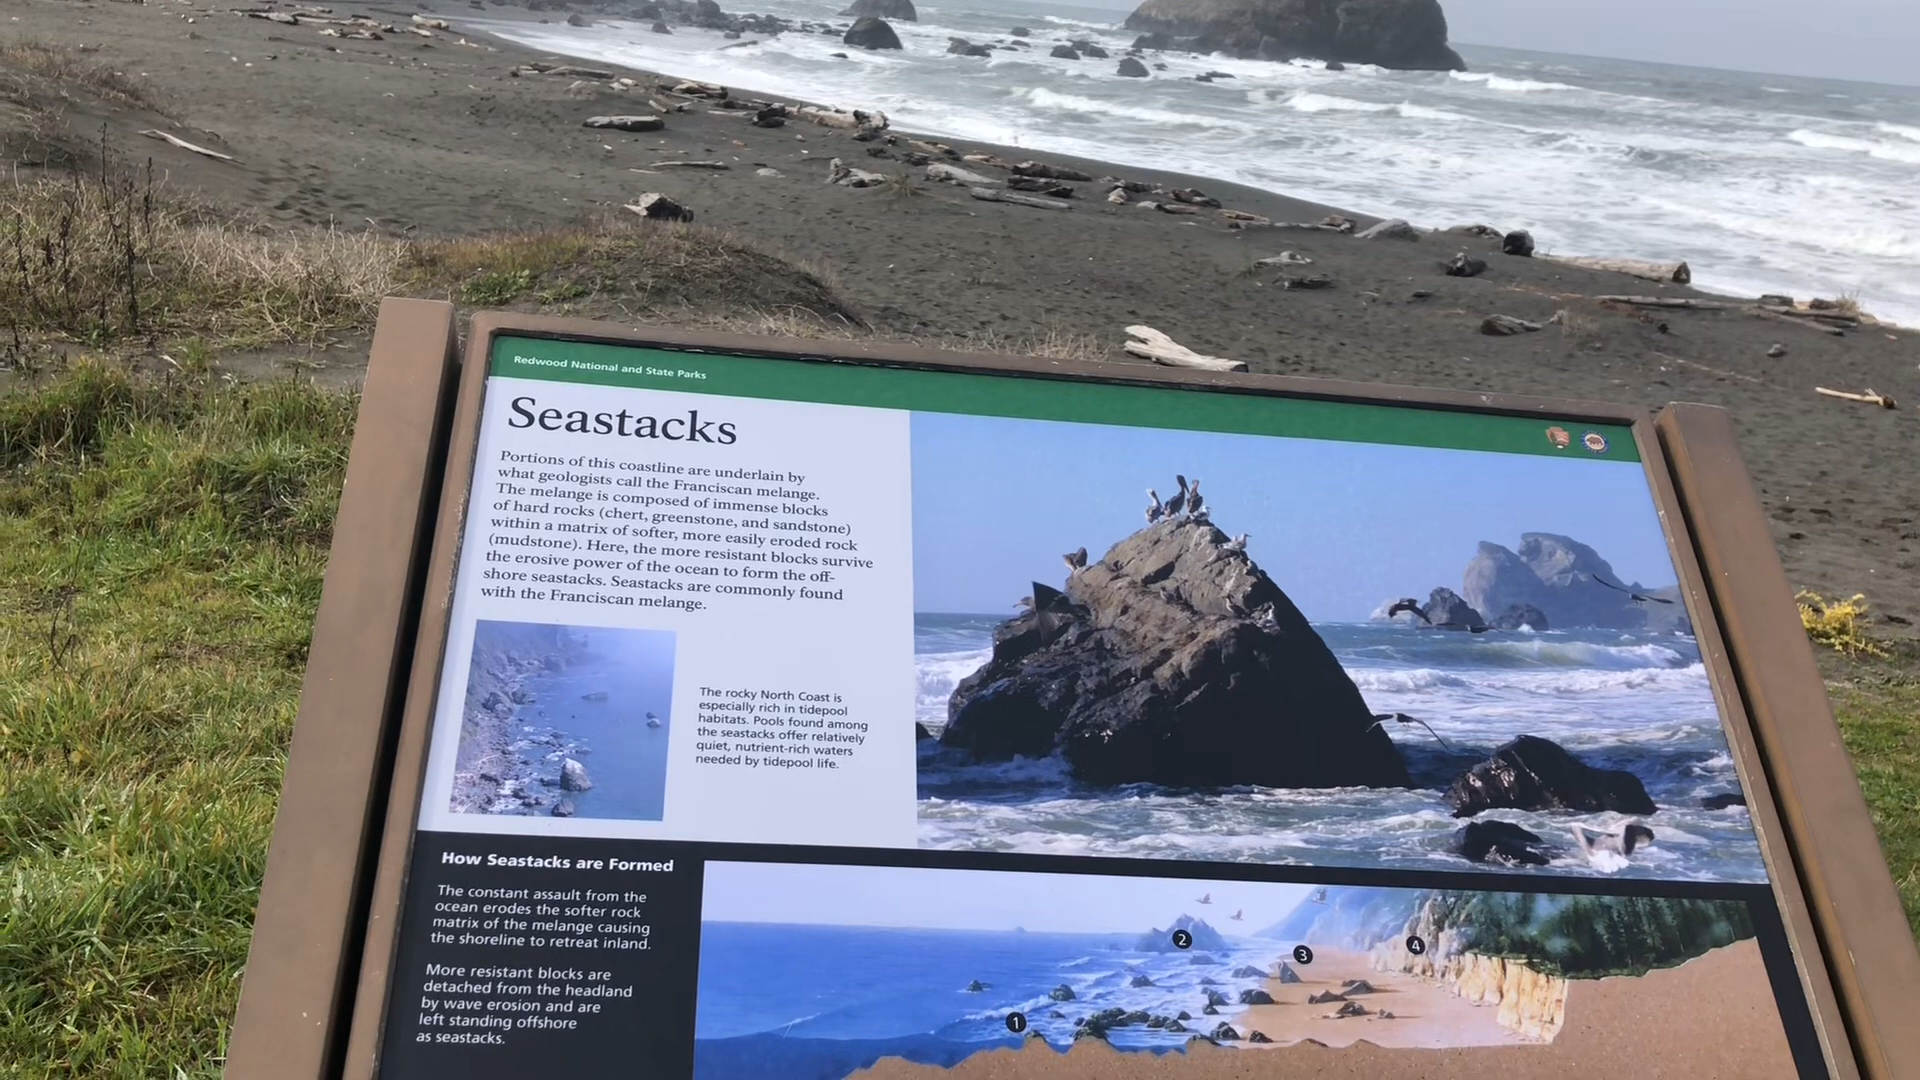 Redwood National and State Parks
Seastacks
Portions of this coastline are underlain by
what geologists call the Franciscan melange.
The melange is composed of immense blocks
of hard rocks (chert, greenstone, and sandstone)
within a matrix of softer, more easily eroded rock
(mudstone). Here, the more resistant blocks survive
the erosive power of the ocean to form the off-
shore seastacks. Seastacks are commonly found
with the Franciscan melange.
The rocky North Coast is
especially rich in tidepool
habitats. Pools found among
the seastacks offer relatively
quiet, nutrient-rich waters
needed by tidepool life.
How Seastacks are Formed
The constant assault from the
ocean erodes the softer rock
matrix of the melange causing
the shoreline to retreat inland.
More resistant blocks are
detached from the headland
by wave erosion and are
left standing offshore
as seastacks.
1
2
3
4